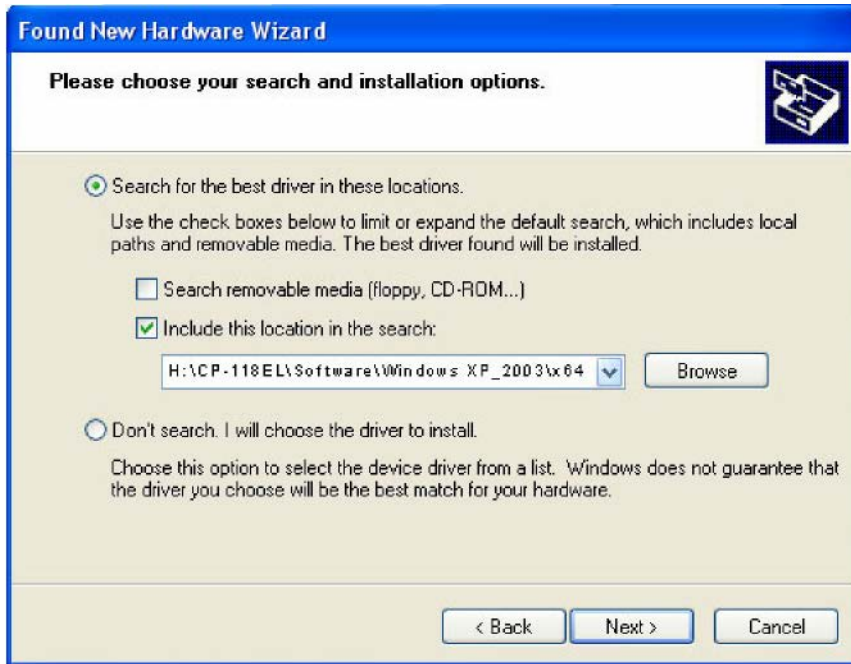 Found New Hardware Wizard
Please choose your search and installation options.
Search for the best driver in these locations.
Use the check boxes below to limit or expand the default search, which includes local
paths and removable media. The best driver found will be installed.
Search removable media (floppy, CD-ROM...)
Include this location in the search:
H:\CP-118EL\Software\Windows XP_2003\x64
Browse
Don't search. I will choose the driver to install.
Choose this option to select the device driver from a list. Windows does not guarantee that
the driver you choose will be the best match for your hardware.
< Back
Next >
Cancel